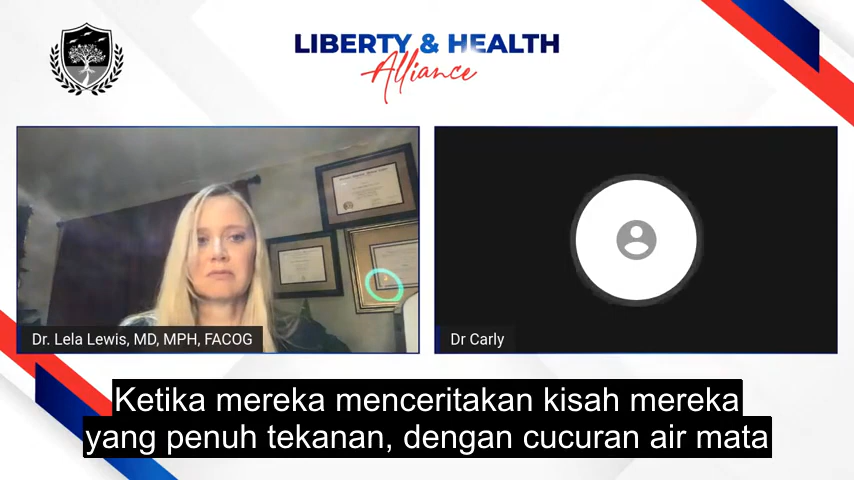 LIBERTY & HEALTH
Alliance
Dr. Lela Lewis, MD, MPH, FACOG
Dr Carly
Ketika mereka menceritakan kisah mereka
yang penuh tekanan, dengan cucuran air mata